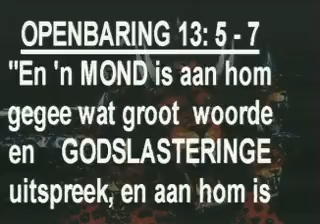 OPENBARING 13: 5 - 7
"En 'n MOND is aan hom
gegee wat groot woorde
en GODSLASTERINGE
uitspreek, en aan hom is